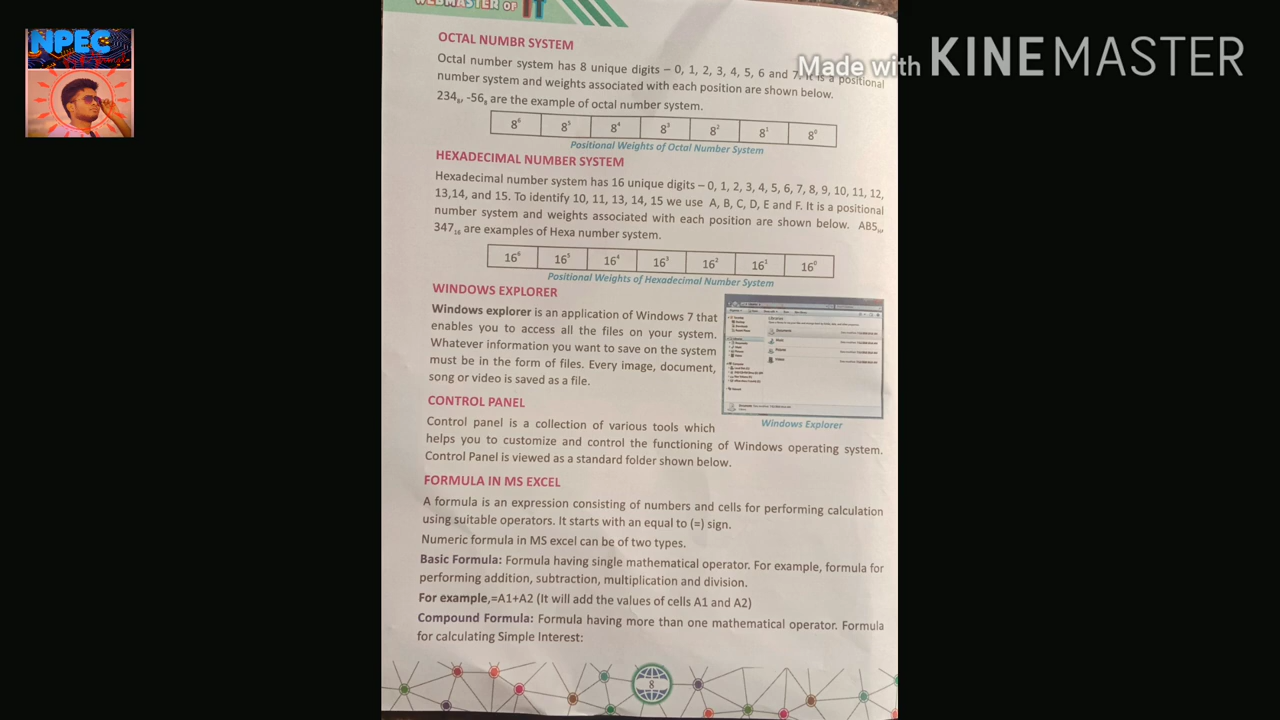 WEBMASTER OF IT
NPEC
Made with KINEMASTER
OCTAL NUMBR SYSTEM
Octal number system has 8 unique digits – 0, 1, 2, 3, 4, 5, 6 and 7. It is a positional
number system and weights associated with each position are shown below.
234₈, -56₈ are the example of octal number system.
8⁶ 8⁵ 8⁴ 8³ 8² 8¹ 8⁰
Positional Weights of Octal Number System
HEXADECIMAL NUMBER SYSTEM
Hexadecimal number system has 16 unique digits – 0, 1, 2, 3, 4, 5, 6, 7, 8, 9, 10, 11, 12,
13,14, and 15. To identify 10, 11, 13, 14, 15 we use A, B, C, D, E and F. It is a positional
number system and weights associated with each position are shown below. AB5₁₆,
347₁₆ are examples of Hexa number system.
16⁶ 16⁵ 16⁴ 16³ 16² 16¹ 16⁰
Positional Weights of Hexadecimal Number System
WINDOWS EXPLORER
Windows explorer is an application of Windows 7 that
enables you to access all the files on your system.
Whatever information you want to save on the system
must be in the form of files. Every image, document,
song or video is saved as a file.
Windows Explorer
CONTROL PANEL
Control panel is a collection of various tools which
helps you to customize and control the functioning of Windows operating system.
Control Panel is viewed as a standard folder shown below.
FORMULA IN MS EXCEL
A formula is an expression consisting of numbers and cells for performing calculation
using suitable operators. It starts with an equal to (=) sign.
Numeric formula in MS excel can be of two types.
Basic Formula: Formula having single mathematical operator. For example, formula for
performing addition, subtraction, multiplication and division.
For example,=A1+A2 (It will add the values of cells A1 and A2)
Compound Formula: Formula having more than one mathematical operator. Formula
for calculating Simple Interest:
8